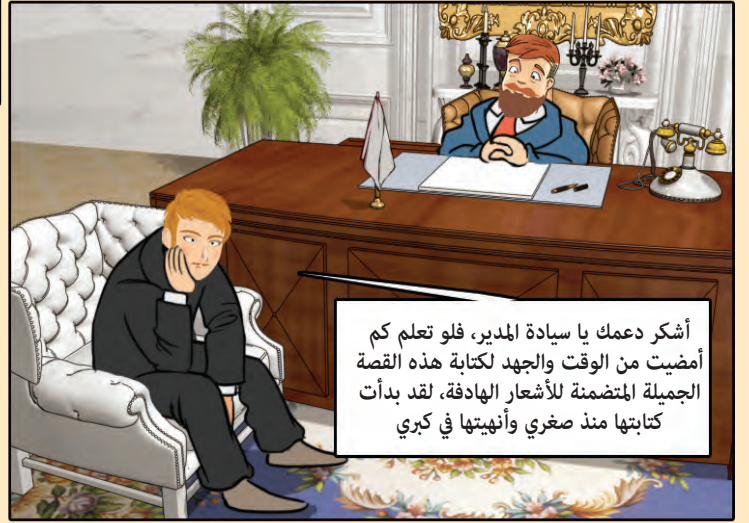 أشكر دعمك يا سيادة المدير، فلو تعلم كم
أمضيت من الوقت والجهد لكتابة هذه القصة
الجميلة المتضمنة للأشعار الهادفة، لقد بدأت
كتابتها منذ صغري وأنهيتها في كبري